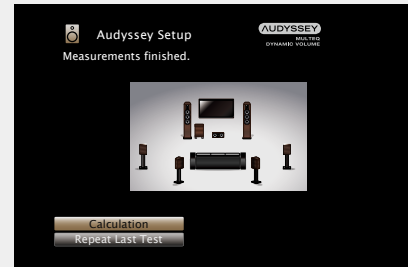 Audyssey Setup
AUDYSSEY
MULTEQ
DYNAMIC VOLUME
Measurements finished.
Calculation
Repeat Last Test